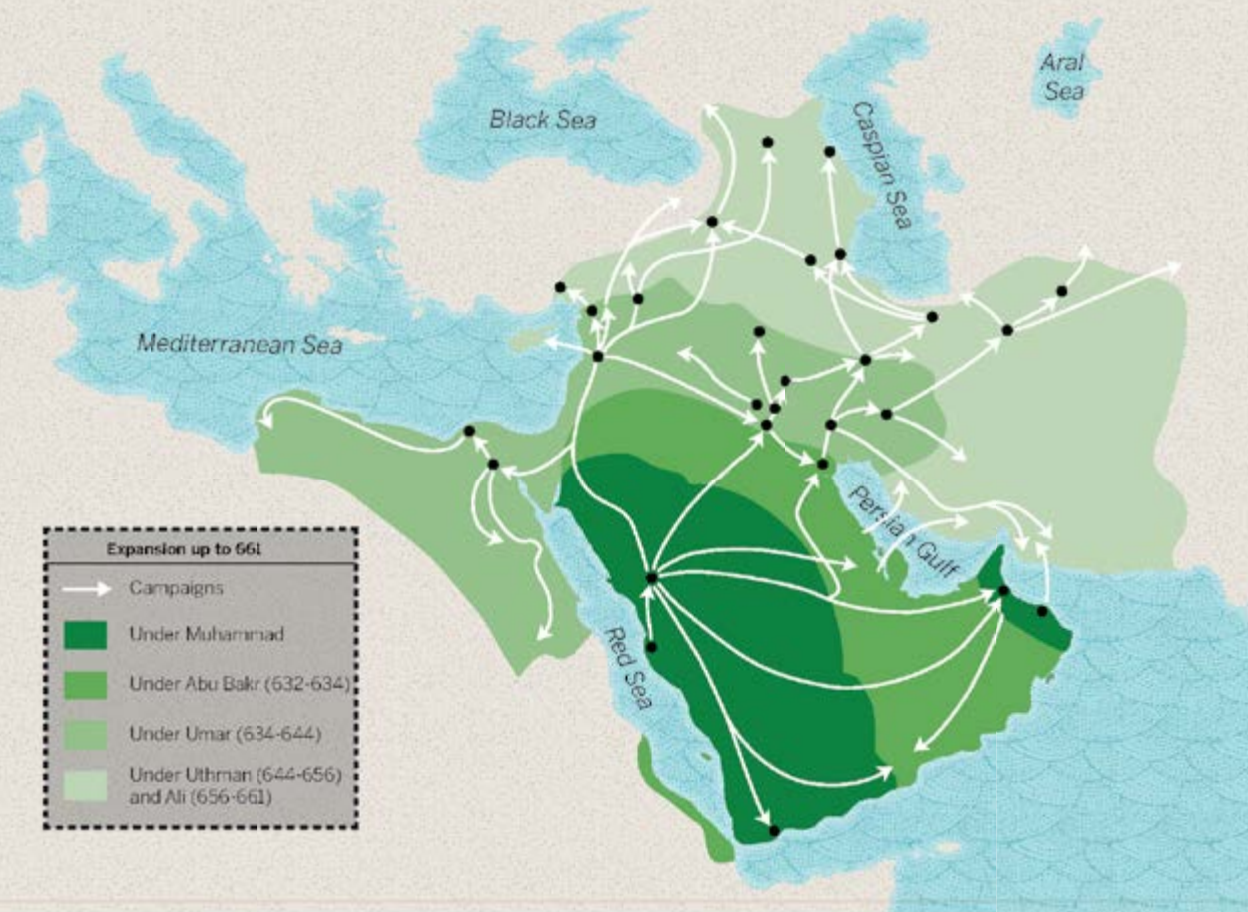 Aral
Sea
Black Sea
Caspian Sea
Mediterranean Sea
Persian Gulf
Red Sea
Expansion up to 661
Campaigns
Under Muhammad
Under Abu Bakr (632-634)
Under Umar (634-644)
Under Uthman (644-656)
and Ali (656-661)